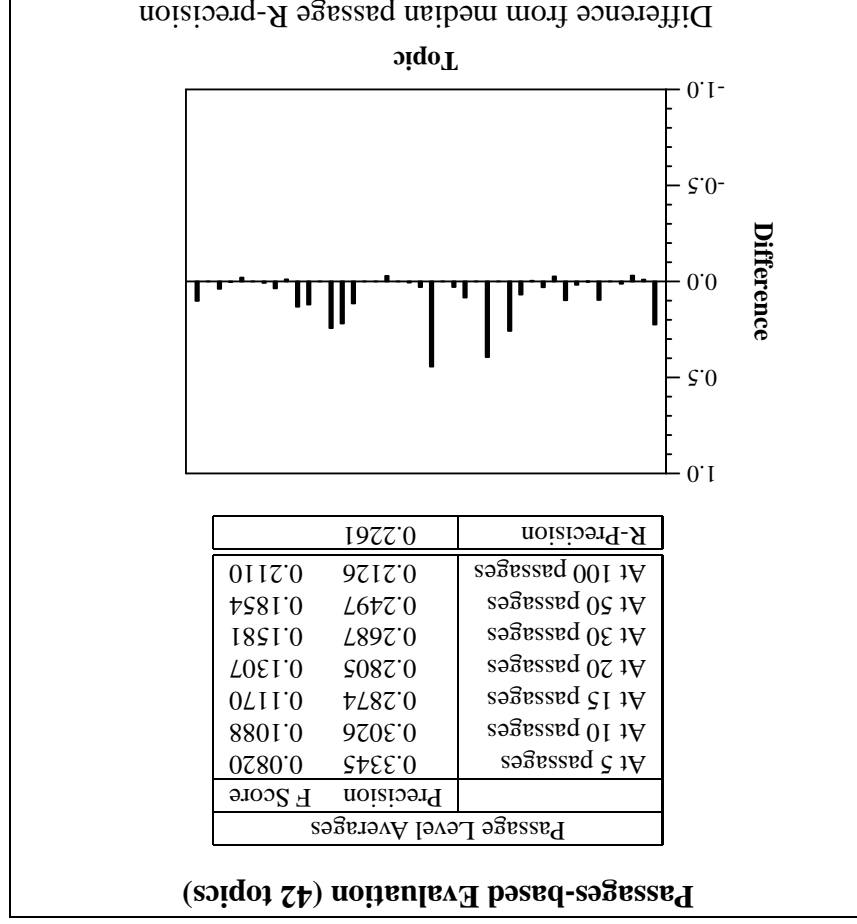 Passages-based Evaluation (42 topics)
Passage Level Averages
Precision F Score
At 5 passages 0.3345 0.0820
At 10 passages 0.3026 0.1088
At 15 passages 0.2874 0.1170
At 20 passages 0.2805 0.1307
At 30 passages 0.2687 0.1581
At 50 passages 0.2497 0.1854
At 100 passages 0.2126 0.2110
R-Precision 0.2261
1.0
0.5
0.0
-0.5
-1.0
Difference
Topic
Difference from median passage R-precision